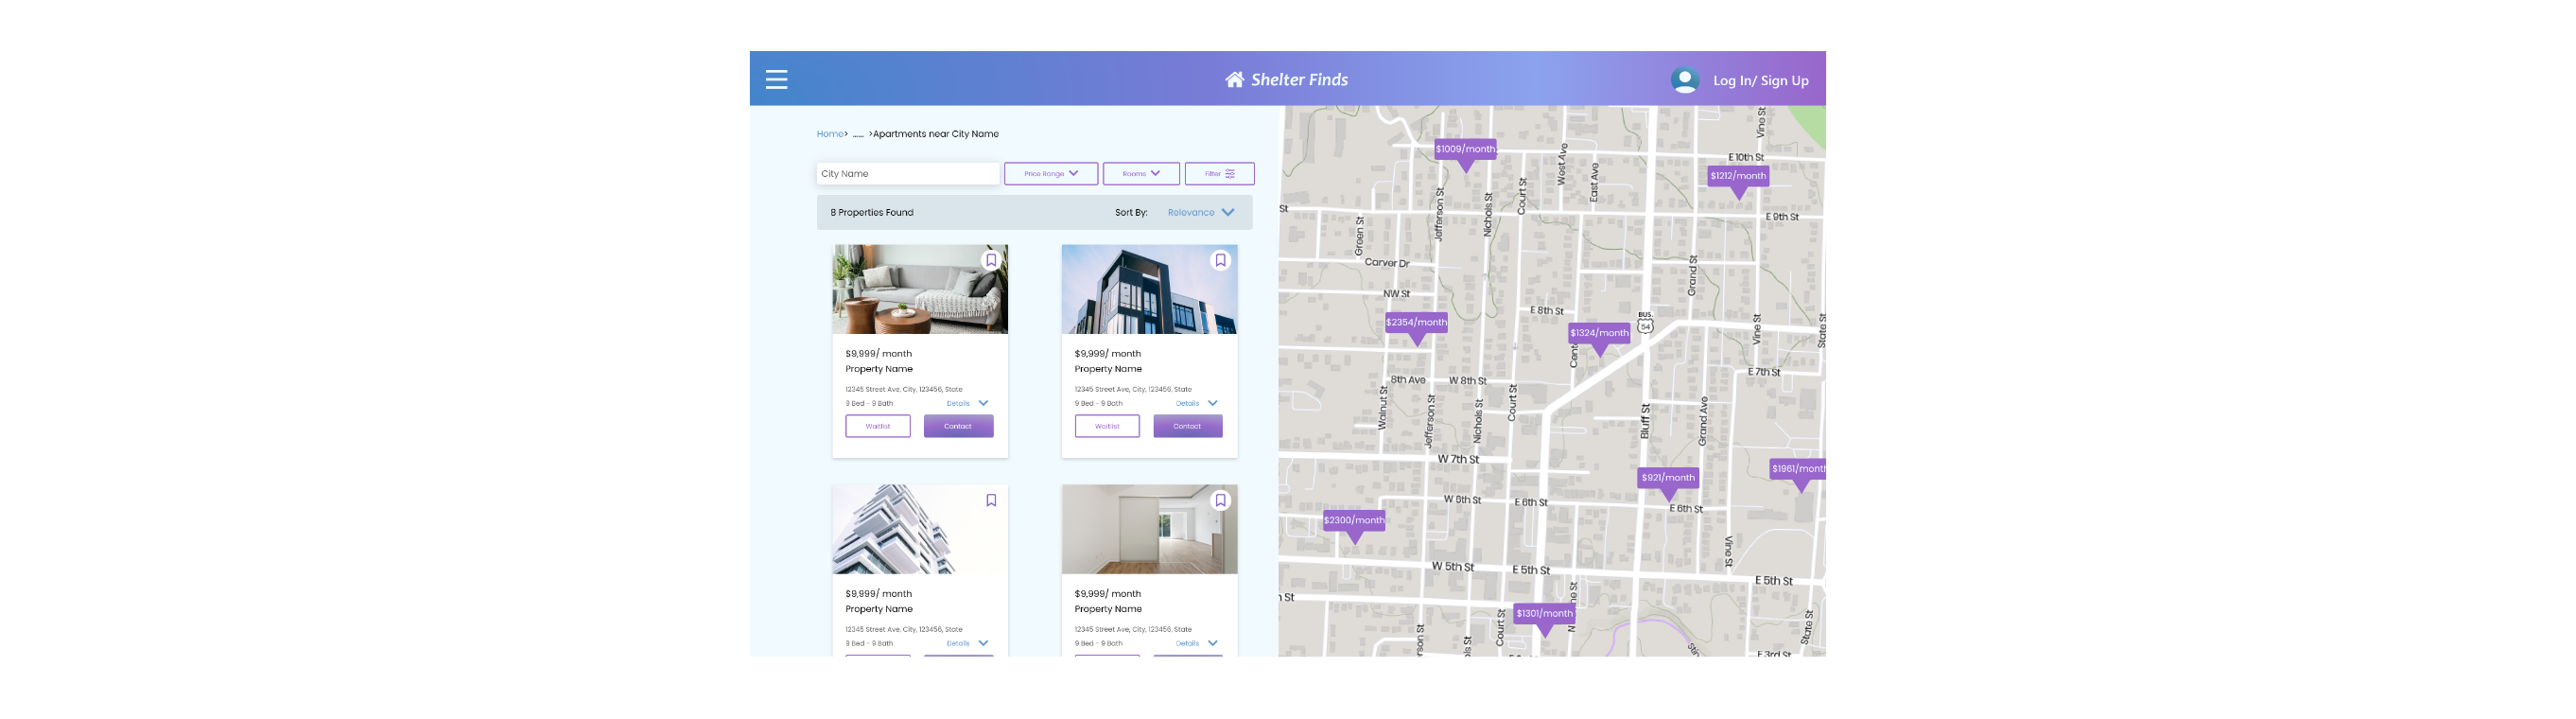 Shelter Finds
Log In/ Sign Up
Home> ...... >Apartments near City Name
City Name
Price Range
Rooms
Filter
8 Properties Found
Sort By:
Relevance
$9,999/ month
Property Name
12345 Street Ave, City, 123456, State
9 Bed - 9 Bath
Details
Waitlist
Contact
$9,999/ month
Property Name
12345 Street Ave, City, 123456, State
9 Bed - 9 Bath
Details
Waitlist
Contact
$9,999/ month
Property Name
12345 Street Ave, City, 123456, State
9 Bed - 9 Bath
Details
$9,999/ month
Property Name
12345 Street Ave, City, 123456, State
9 Bed - 9 Bath
Details
$1009/month
Vine St
E 10th St
West Ave
East Ave
$1212/month
Jefferson St
Nichols St
Court St
St
E 9th St
Green St
Carver Dr
Grand St
NW St
E 8th St
BUS.
54
$2354/month
$1324/month
Vine St
State St
8th Ave
W 8th St
E 7th St
Walnut St
Jefferson St
Nichols St
Court St
Bluff St
Grand Ave
W 7th St
$921/month
$1961/month
W 6th St
E 6th St
E 6th St
$2300/month
Vine St
W 5th St
E 5th St
E 5th St
St
$1301/month
Court St
State St
E 3rd St